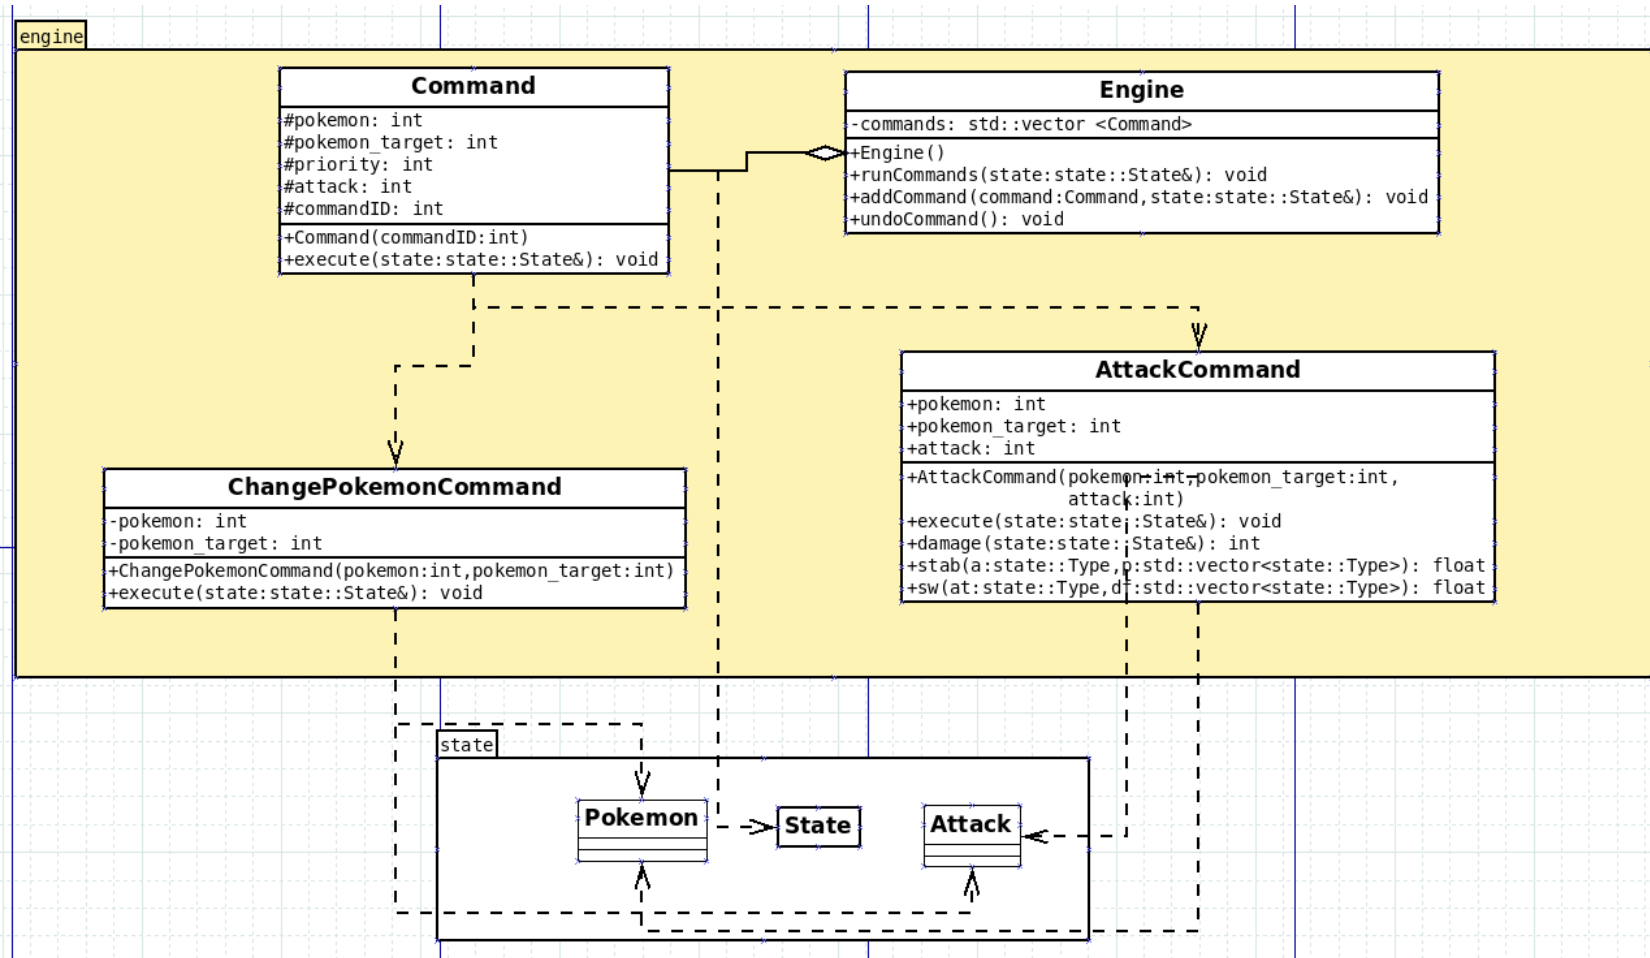 engine
Command
#pokemon: int
#pokemon_target: int
#priority: int
#attack: int
#commandID: int
+Command(commandID:int)
+execute(state:state::State&): void
Engine
-commands: std::vector <Command>
+Engine()
+runCommands(state:state::State&): void
+addCommand(command:Command,state:state::State&): void
+undoCommand(): void
AttackCommand
+pokemon: int
+pokemon_target: int
+attack: int
+AttackCommand(pokemon:int,pokemon_target:int,
attack:int)
+execute(state:state::State&): void
+damage(state:state::State&): int
+stab(a:state::Type,p:std::vector<state::Type>): float
+sw(at:state::Type,df:std::vector<state::Type>): float
ChangePokemonCommand
-pokemon: int
-pokemon_target: int
+ChangePokemonCommand(pokemon:int,pokemon_target:int)
+execute(state:state::State&): void
state
Pokemon
State
Attack